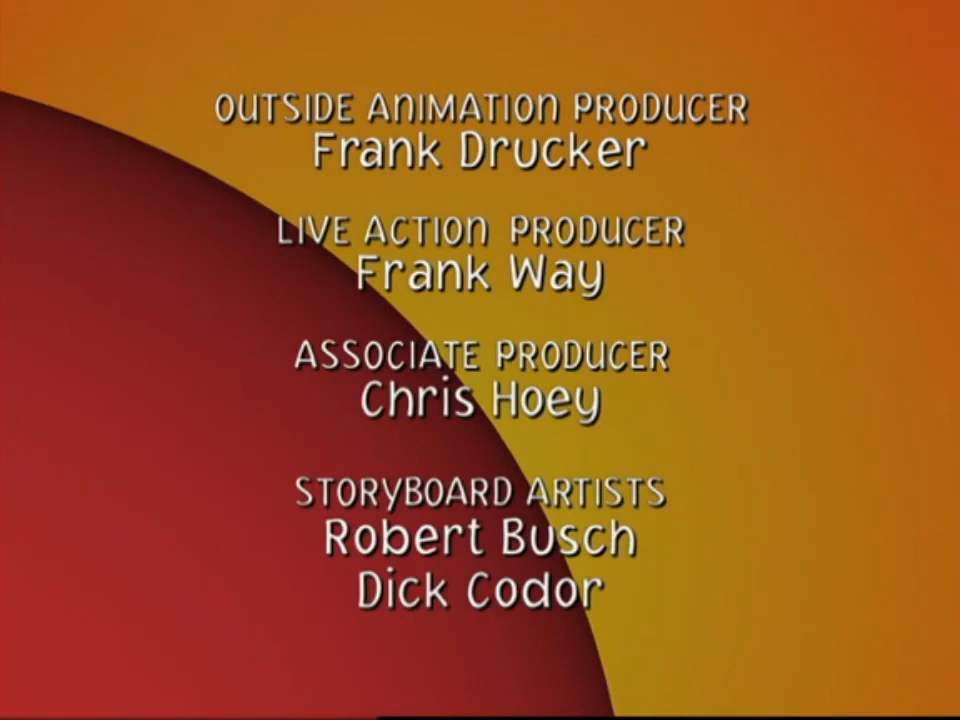 OUTSIDE ANIMATION PRODUCER
Frank Drucker
LIVE ACTION PRODUCER
Frank Way
ASSOCIATE PRODUCER
Chris Hoey
STORYBOARD ARTISTS
Robert Busch
Dick Codor